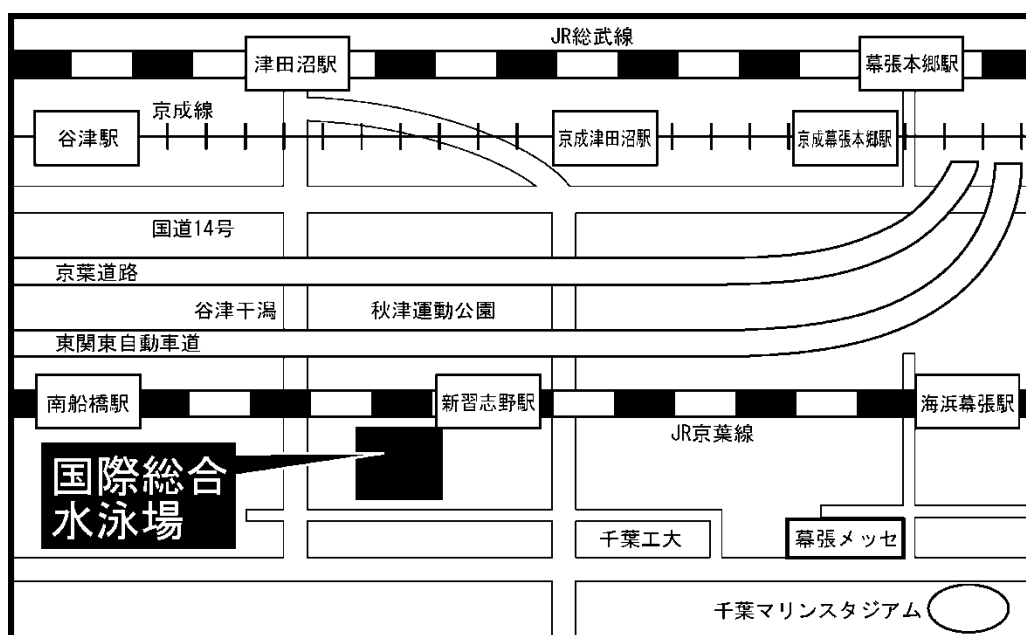 JR総武線
津田沼駅
幕張本郷駅
京成線
谷津駅
京成津田沼駅
京成幕張本郷駅
国道14号
京葉道路
谷津干潟
秋津運動公園
東関東自動車道
南船橋駅
新習志野駅
海浜幕張駅
JR京葉線
国際総合
水泳場
千葉工大
幕張メッセ
千葉マリンスタジアム